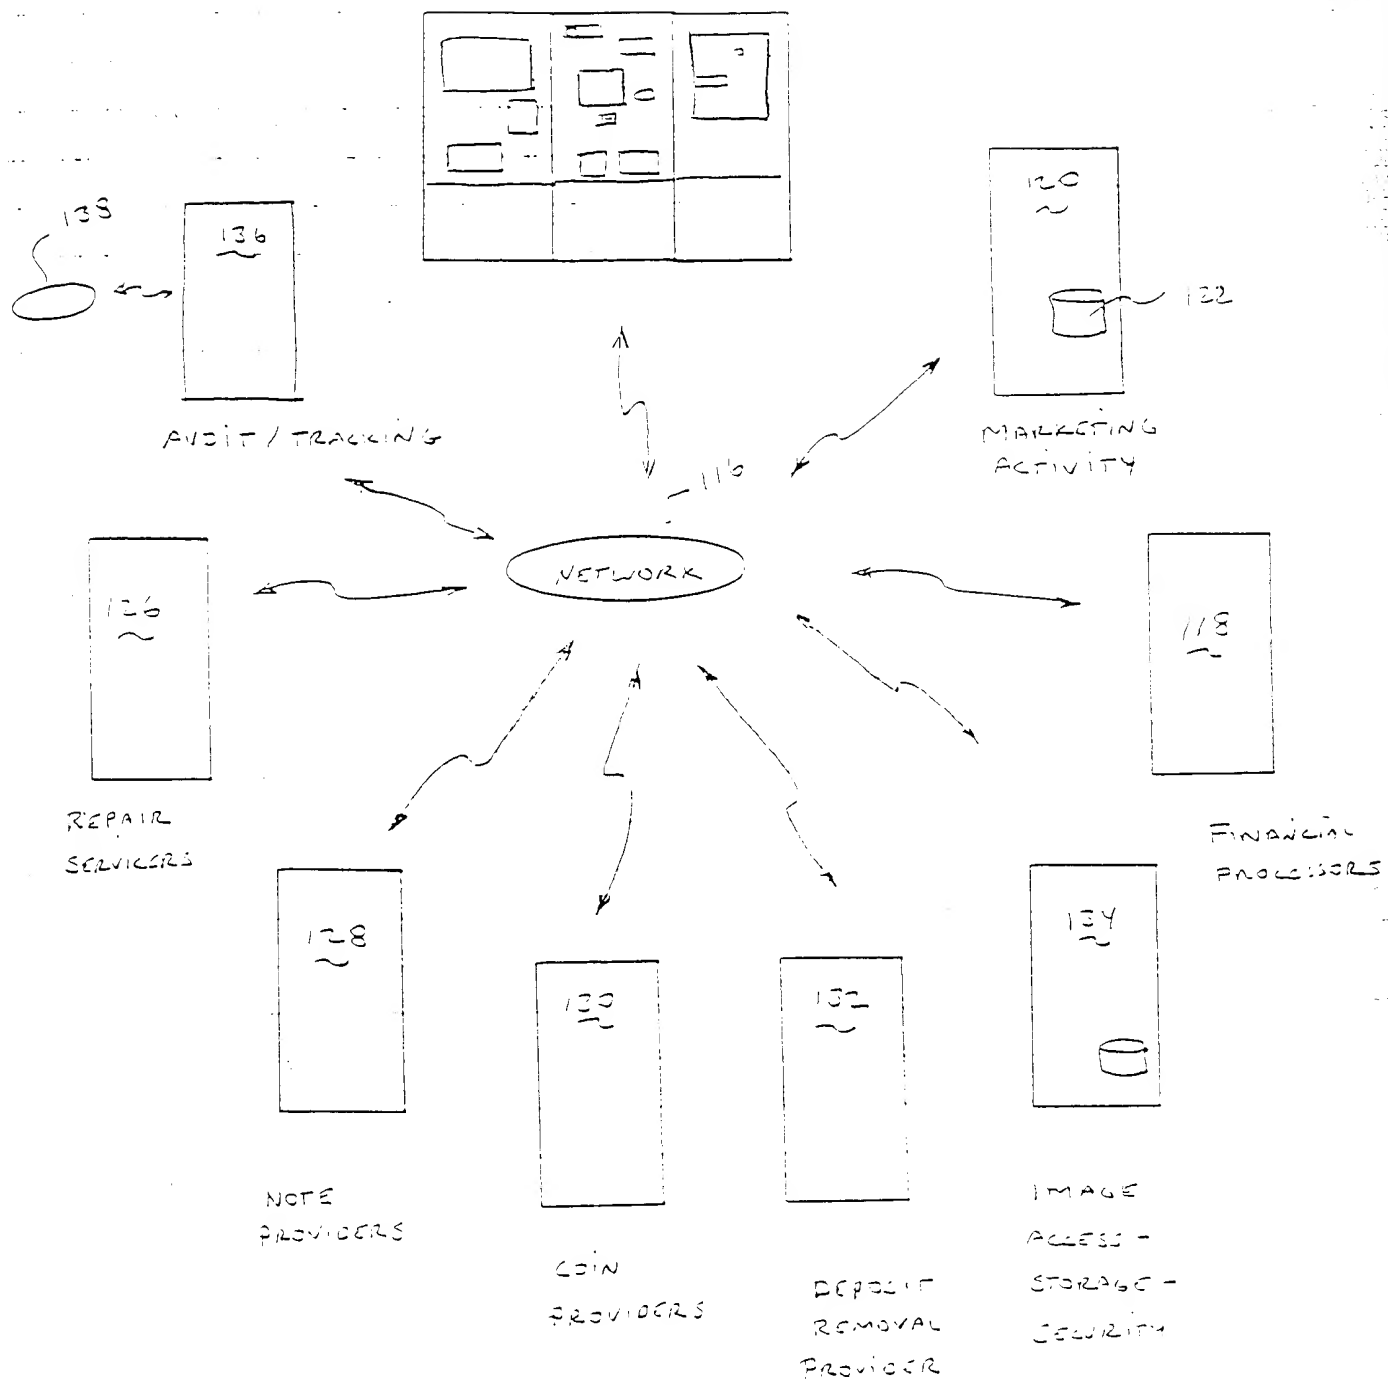 138
136
120
122
AUDIT / TRACKING
MARKETING
ACTIVITY
116
NETWORK
126
118
REPAIR
SERVICERS
FINANCIAL
PROCESSORS
128
134
130
132
NOTE
PROVIDERS
IMAGE
ACCESS -
STORAGE -
SECURITY
COIN
PROVIDERS
DEPOSIT
REMOVAL
PROVIDER